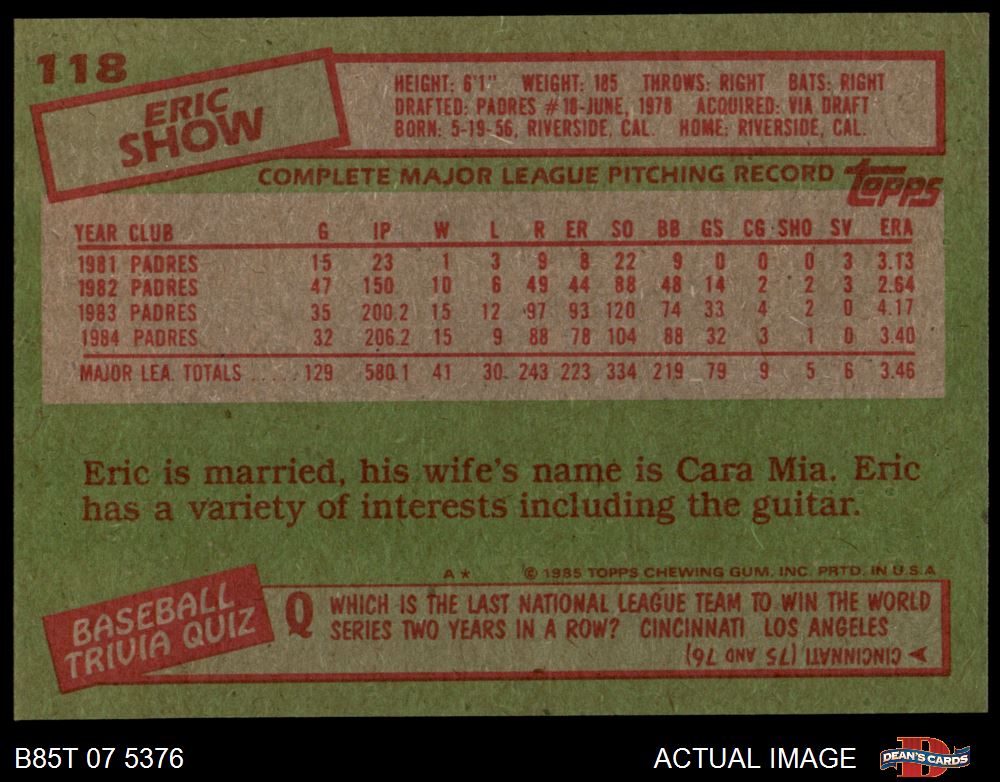 118
ERIC
SHOW
HEIGHT: 6'1" WEIGHT: 185 THROWS: RIGHT BATS: RIGHT
DRAFTED: PADRES #18-JUNE, 1978 ACQUIRED: VIA DRAFT
BORN: 5-19-56, RIVERSIDE, CAL. HOME: RIVERSIDE, CAL.
COMPLETE MAJOR LEAGUE PITCHING RECORD
topps
YEAR CLUB G IP W L R ER SO BB GS CG SHO SV ERA
1981 PADRES 15 23 1 3 9 8 22 9 0 0 0 3 3.13
1982 PADRES 47 150 10 6 49 44 88 48 14 2 2 3 2.64
1983 PADRES 35 200.2 15 12 97 93 120 74 33 4 2 0 4.17
1984 PADRES 32 206.2 15 9 88 78 104 88 32 3 1 0 3.40
MAJOR LEA. TOTALS ..... 129 580.1 41 30 243 223 334 219 79 9 5 6 3.46
Eric is married, his wife's name is Cara Mia. Eric
has a variety of interests including the guitar.
A * © 1985 TOPPS CHEWING GUM, INC. PRTD. IN U.S.A
BASEBALL
TRIVIA QUIZ
Q WHICH IS THE LAST NATIONAL LEAGUE TEAM TO WIN THE WORLD
SERIES TWO YEARS IN A ROW? CINCINNATI LOS ANGELES
CINCINNATI (75 AND 76)
B85T 07 5376
ACTUAL IMAGE
D
DEAN'S CARDS